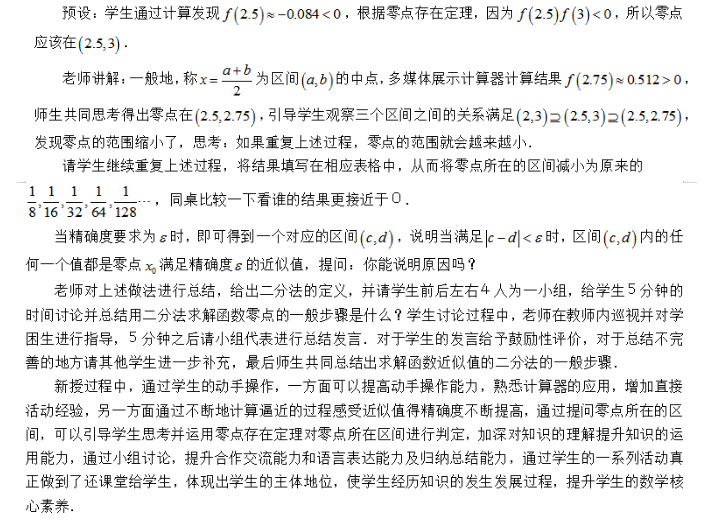 预设：学生通过计算发现 f(2.5)≈−0.084<0，根据零点存在定理，因为 f(2.5)f(3)<0，所以零点
应该在(2.5,3)．
老师讲解：一般地，称 x=(a+b)/2 为区间(a,b)的中点，多媒体展示计算器计算结果 f(2.75)≈0.512>0，
师生共同思考得出零点在(2.5,2.75)，引导学生观察三个区间之间的关系满足(2,3)⊇(2.5,3)⊇(2.5,2.75)，
发现零点的范围缩小了，思考：如果重复上述过程，零点的范围就会越来越小．
请学生继续重复上述过程，将结果填写在相应表格中，从而将零点所在的区间减小为原来的
1/8,1/16,1/32,1/64,1/128…，同桌比较一下看谁的结果更接近于０．
当精确度要求为ε时，即可得到一个对应的区间(c,d)，说明当满足|c−d|<ε时，区间(c,d)内的任
何一个值都是零点 x₀ 满足精确度ε的近似值，提问：你能说明原因吗？
老师对上述做法进行总结，给出二分法的定义，并请学生前后左右4 人为一小组，给学生5 分钟的
时间讨论并总结用二分法求解函数零点的一般步骤是什么？学生讨论过程中，老师在教师内巡视并对学
困生进行指导，5 分钟之后请小组代表进行总结发言．对于学生的发言给予鼓励性评价，对于总结不完
善的地方请其他学生进一步补充，最后师生共同总结出求解函数近似值的二分法的一般步骤．
新授过程中，通过学生的动手操作，一方面可以提高动手操作能力，熟悉计算器的应用，增加直接
活动经验，另一方面通过不断地计算逼近的过程感受近似值得精确度不断提高，通过提问零点所在的区
间，可以引导学生思考并运用零点存在定理对零点所在区间进行判定，加深对知识的理解提升知识的运
用能力，通过小组讨论，提升合作交流能力和语言表达能力及归纳总结能力，通过学生的一系列活动真
正做到了还课堂给学生，体现出学生的主体地位，使学生经历知识的发生发展过程，提升学生的数学核
心素养．